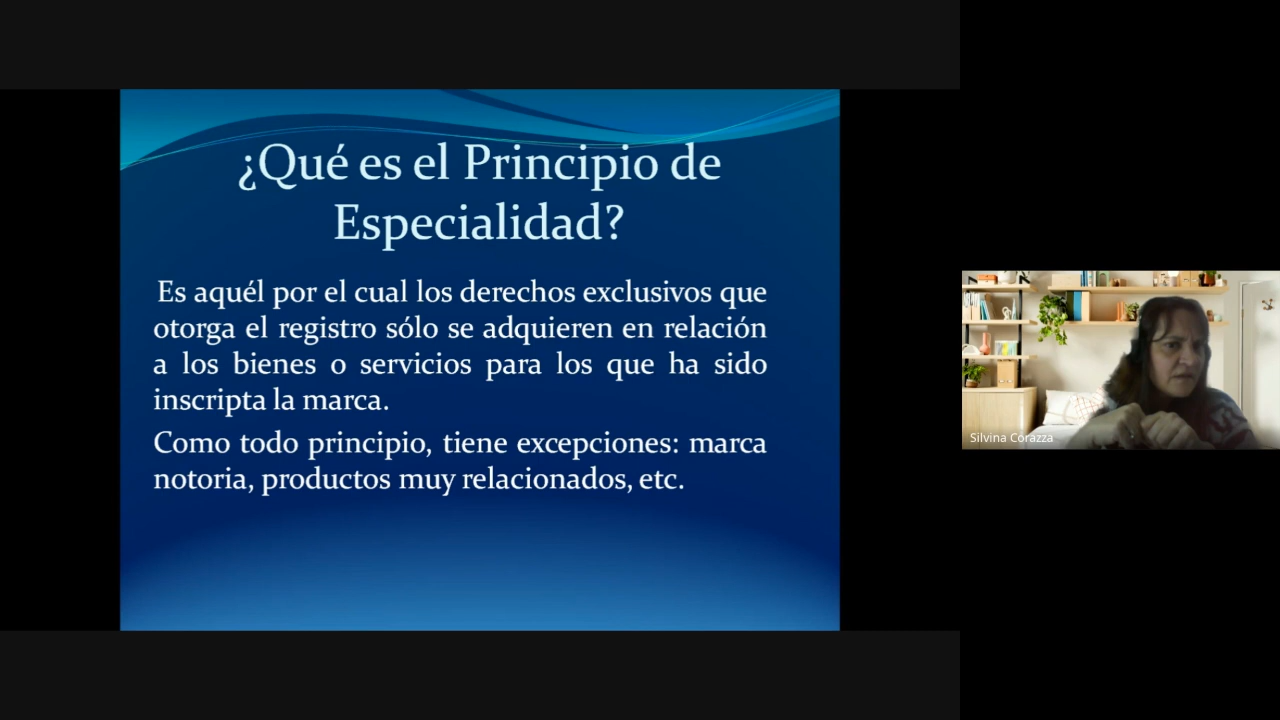 ¿Qué es el Principio de
Especialidad?
Es aquél por el cual los derechos exclusivos que
otorga el registro sólo se adquieren en relación
a los bienes o servicios para los que ha sido
inscripta la marca.
Como todo principio, tiene excepciones: marca
notoria, productos muy relacionados, etc.
Silvina Corazza